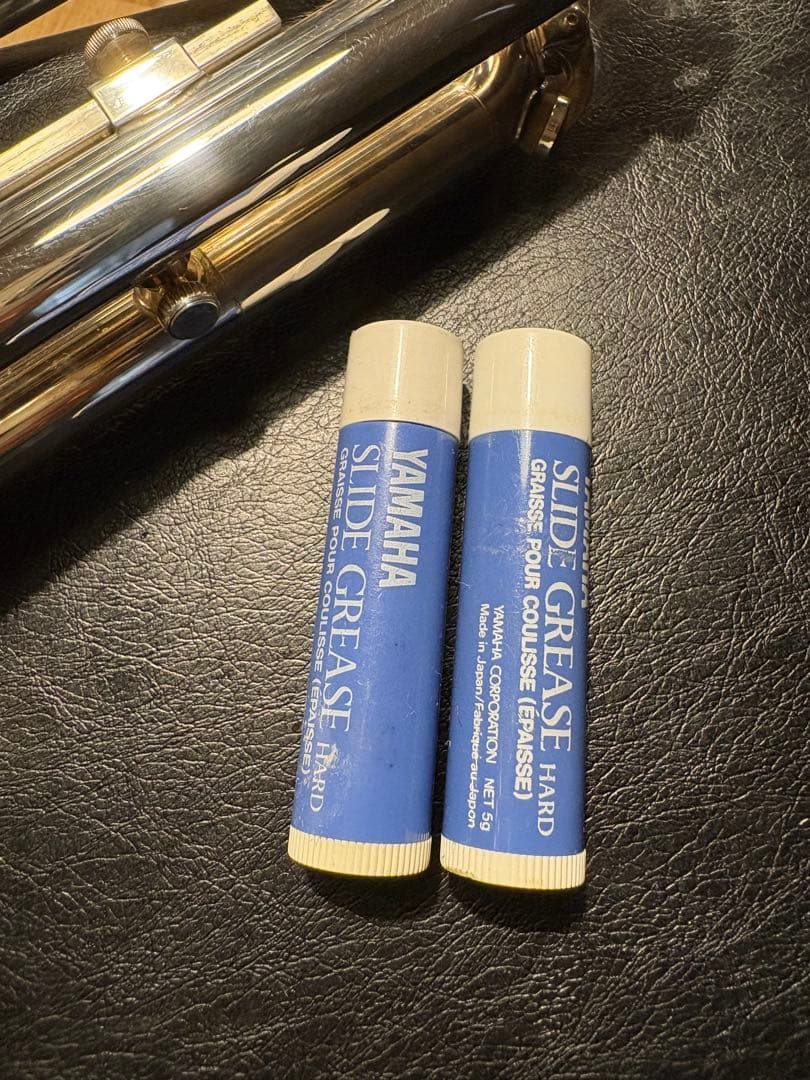 YAMAHA
SLIDE GREASE HARD
GRAISSE POUR COULISSE (ÉPAISSE)
YAMAHA
SLIDE GREASE HARD
GRAISSE POUR COULISSE (ÉPAISSE)
YAMAHA CORPORATION NET 5g
Made in Japan/Fabriqué au Japon